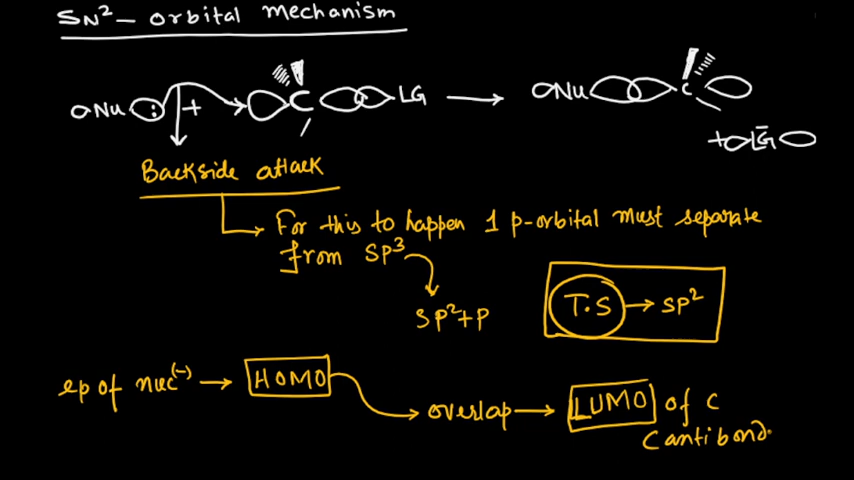 SN² – orbital mechanism
Nu : + C LG → Nu C
+ LG
Backside attack
For this to happen 1 p-orbital must separate
from SP³
SP²+P
T.S → SP²
ep of nuc(-) → HOMO
overlap → LUMO of C
(antibond